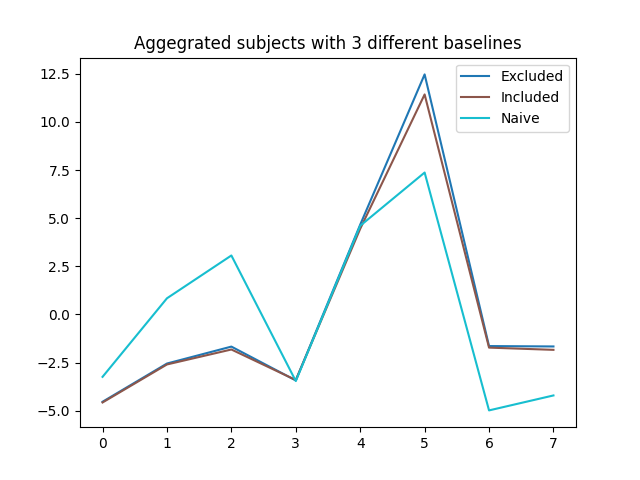 Aggegrated subjects with 3 different baselines
Excluded
Included
Naive
12.5
10.0
7.5
5.0
2.5
0.0
−2.5
−5.0
0 1 2 3 4 5 6 7